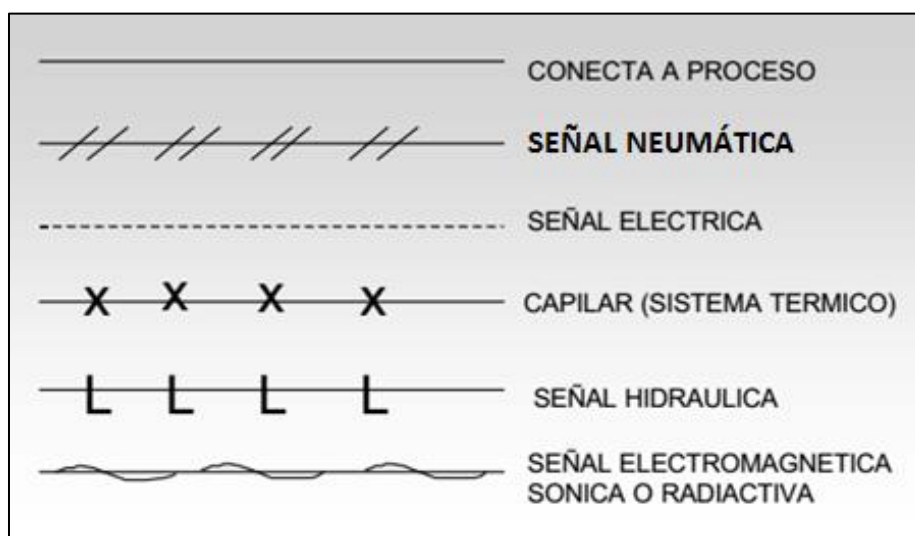 CONECTA A PROCESO
SEÑAL NEUMÁTICA
SEÑAL ELECTRICA
X X X X
CAPILAR (SISTEMA TERMICO)
L L L L
SEÑAL HIDRAULICA
SEÑAL ELECTROMAGNETICA
SONICA O RADIACTIVA